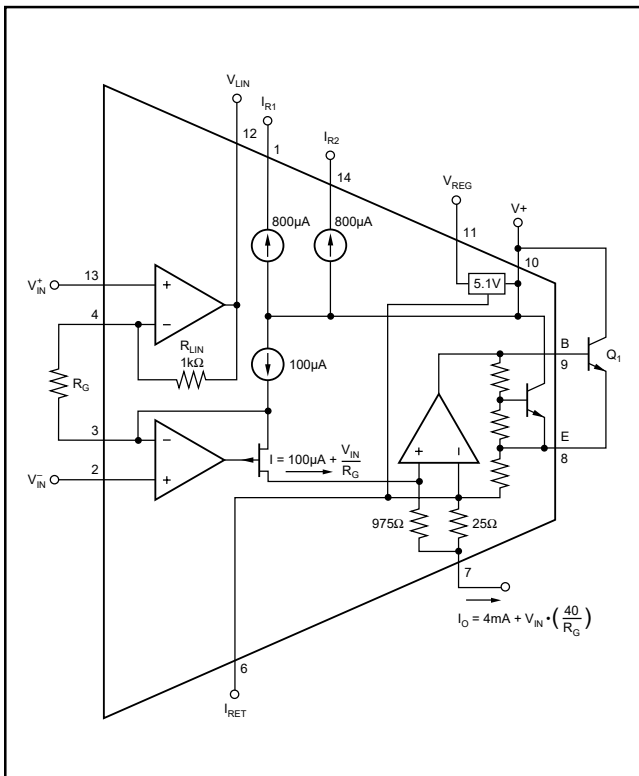 V_LIN
I_R1
12
1
I_R2
14
V_REG
V+
11
10
800µA
800µA
5.1V
13
V_IN^+
4
+
–
R_LIN
1kΩ
100µA
B
9
Q_1
R_G
3
–
+
V_IN^-
2
I = 100µA + V_IN/R_G
+
–
E
8
975Ω
25Ω
7
I_O = 4mA + V_IN • (40/R_G)
6
I_RET